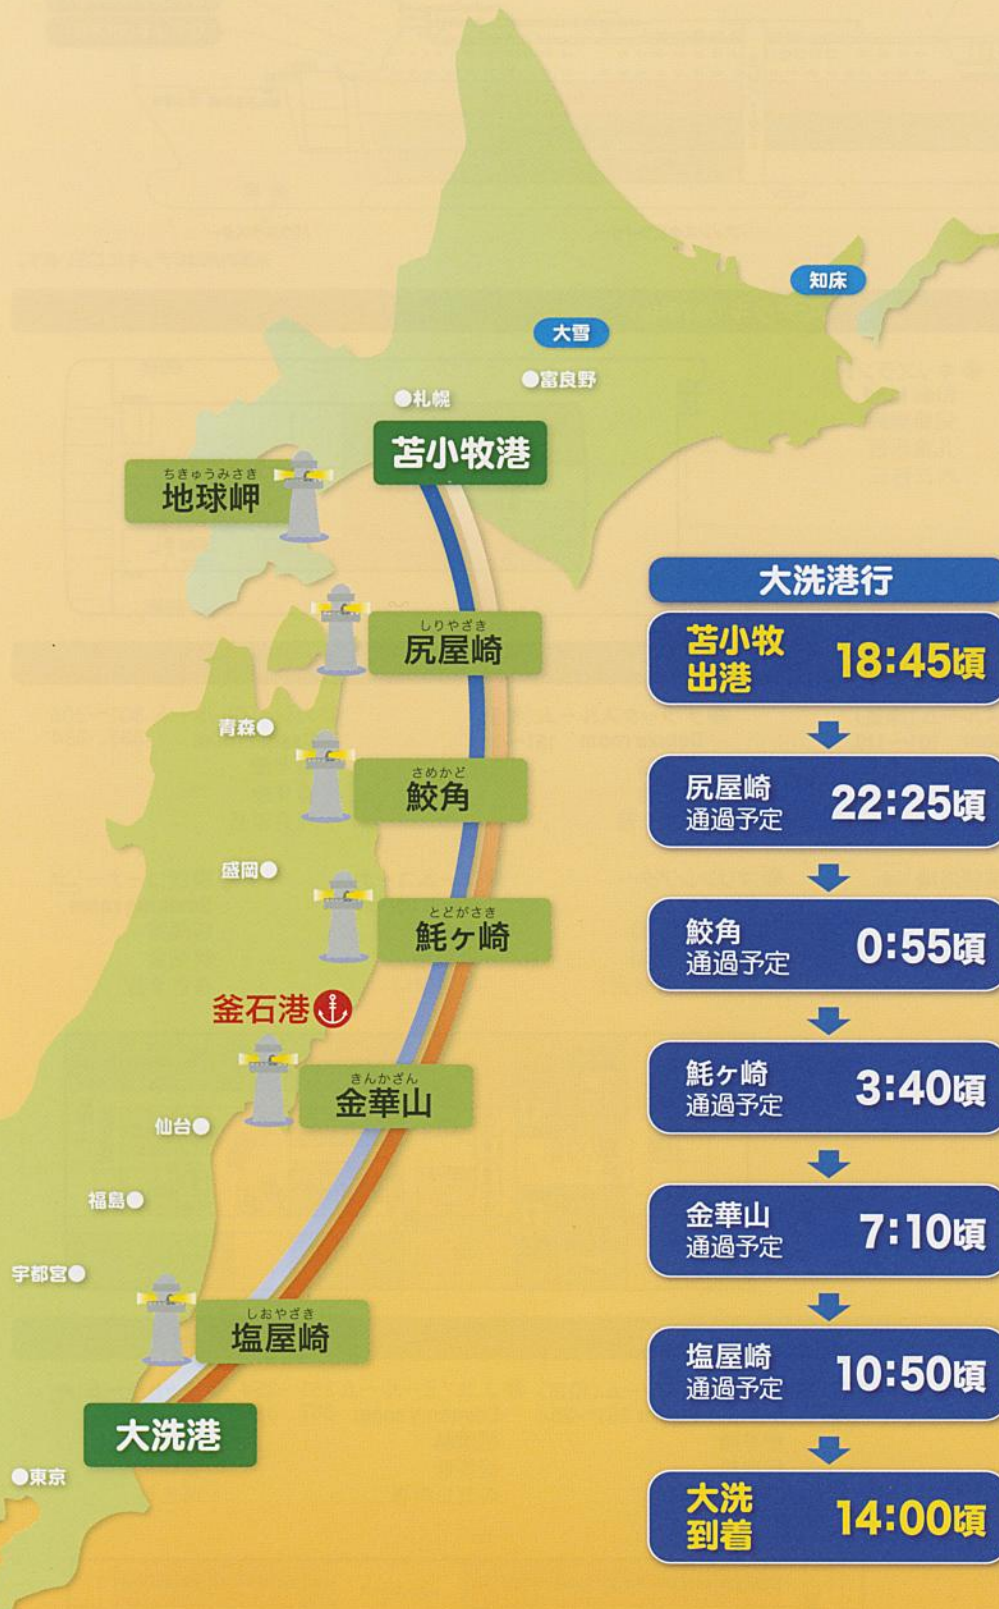 知床
大雪
●富良野
●札幌
苫小牧港
ちきゅうみさき
地球岬
しりやざき
尻屋崎
青森●
さめかど
鮫角
盛岡●
とどがさき
魹ヶ崎
釜石港
きんかざん
金華山
仙台●
福島●
宇都宮●
しおやざき
塩屋崎
大洗港
●東京
大洗港行
苫小牧
出港 18:45頃
尻屋崎
通過予定 22:25頃
鮫角
通過予定 0:55頃
魹ヶ崎
通過予定 3:40頃
金華山
通過予定 7:10頃
塩屋崎
通過予定 10:50頃
大洗
到着 14:00頃